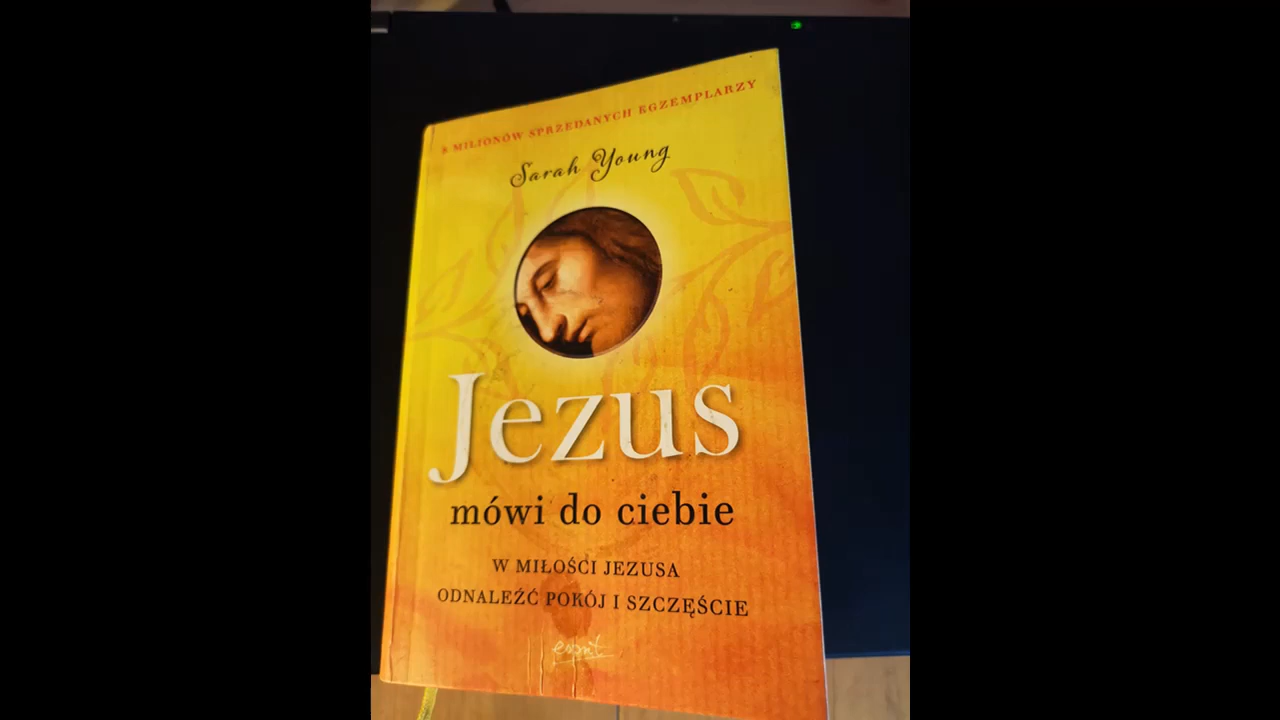 8 MILIONÓW SPRZEDANYCH EGZEMPLARZY
Sarah Young
Jezus
mówi do ciebie
W MIŁOŚCI JEZUSA
ODNALEŹĆ POKÓJ I SZCZĘŚCIE
esprit